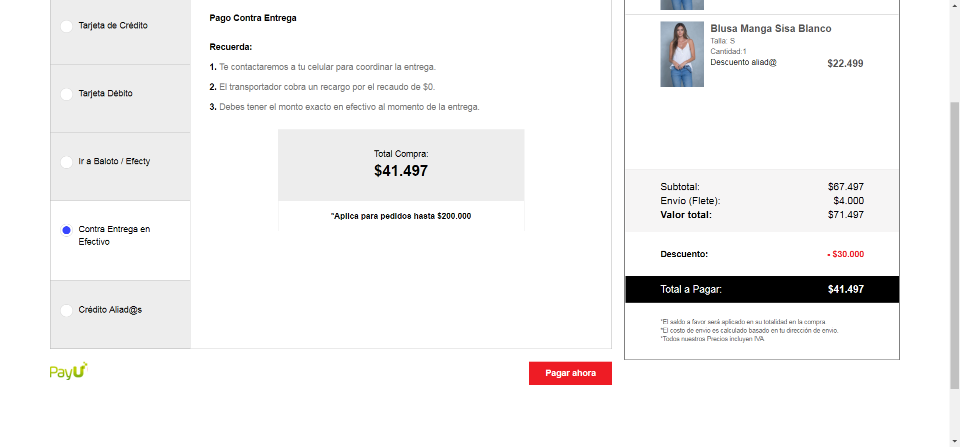 Tarjeta de Crédito
Tarjeta Débito
Ir a Baloto / Efecty
Contra Entrega en
Efectivo
Crédito Aliad@s
Pago Contra Entrega
Recuerda:
1. Te contactaremos a tu celular para coordinar la entrega.
2. El transportador cobra un recargo por el recaudo de $0.
3. Debes tener el monto exacto en efectivo al momento de la entrega.
Total Compra:
$41.497
*Aplica para pedidos hasta $200.000
PayU
Pagar ahora
Blusa Manga Sisa Blanco
Talla: S
Cantidad:1
Descuento aliad@ $22.499
Subtotal: $67.497
Envío (Flete): $4.000
Valor total: $71.497
Descuento: - $30.000
Total a Pagar: $41.497
*El saldo a favor será aplicado en su totalidad en la compra
*El costo de envio es calculado basado en tu dirección de envio.
*Todos nuestros Precios incluyen IVA